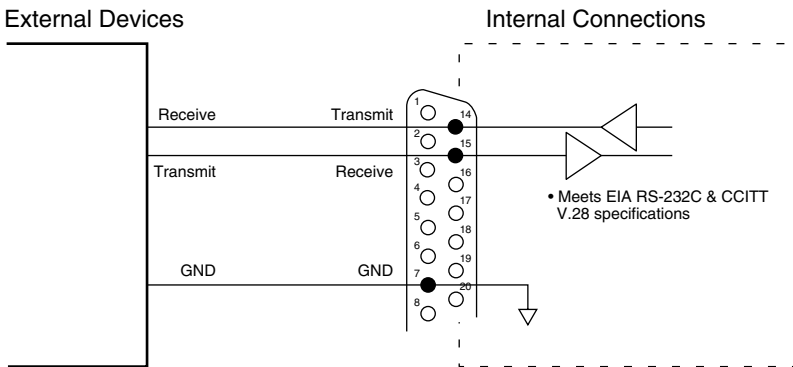 External Devices
Internal Connections
1
14
Receive
Transmit
2
15
3
Transmit
Receive
16
4
17
• Meets EIA RS-232C & CCITT
V.28 specifications
5
18
6
19
GND
GND
7
20
8